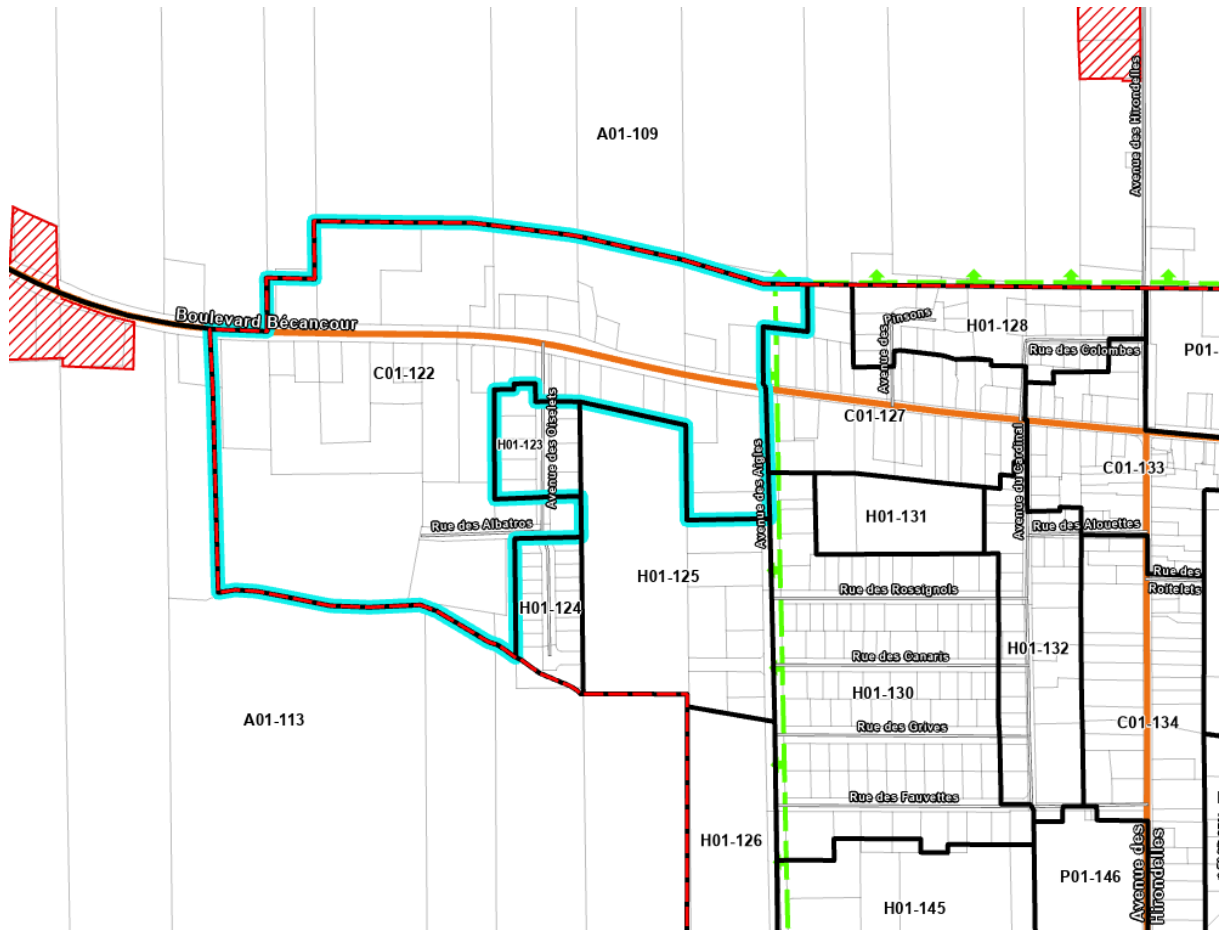 A01-109
Avenue des Hirondelles
Boulevard Bécancour
Avenue des Pinsons
H01-128
Rue des Colombes
P01-
C01-122
C01-127
H01-123
Avenue des Oiselets
Avenue des Aigles
Avenue du Cardinal
C01-133
H01-131
Rue des Albatros
Rue des Alouettes
H01-125
Rue des Rossignols
Rue des
Roitelets
H01-124
H01-132
Rue des Canaris
H01-130
A01-113
C01-134
Rue des Grives
Rue des Fauvettes
H01-126
P01-146
Avenue des
Hirondelles
H01-145